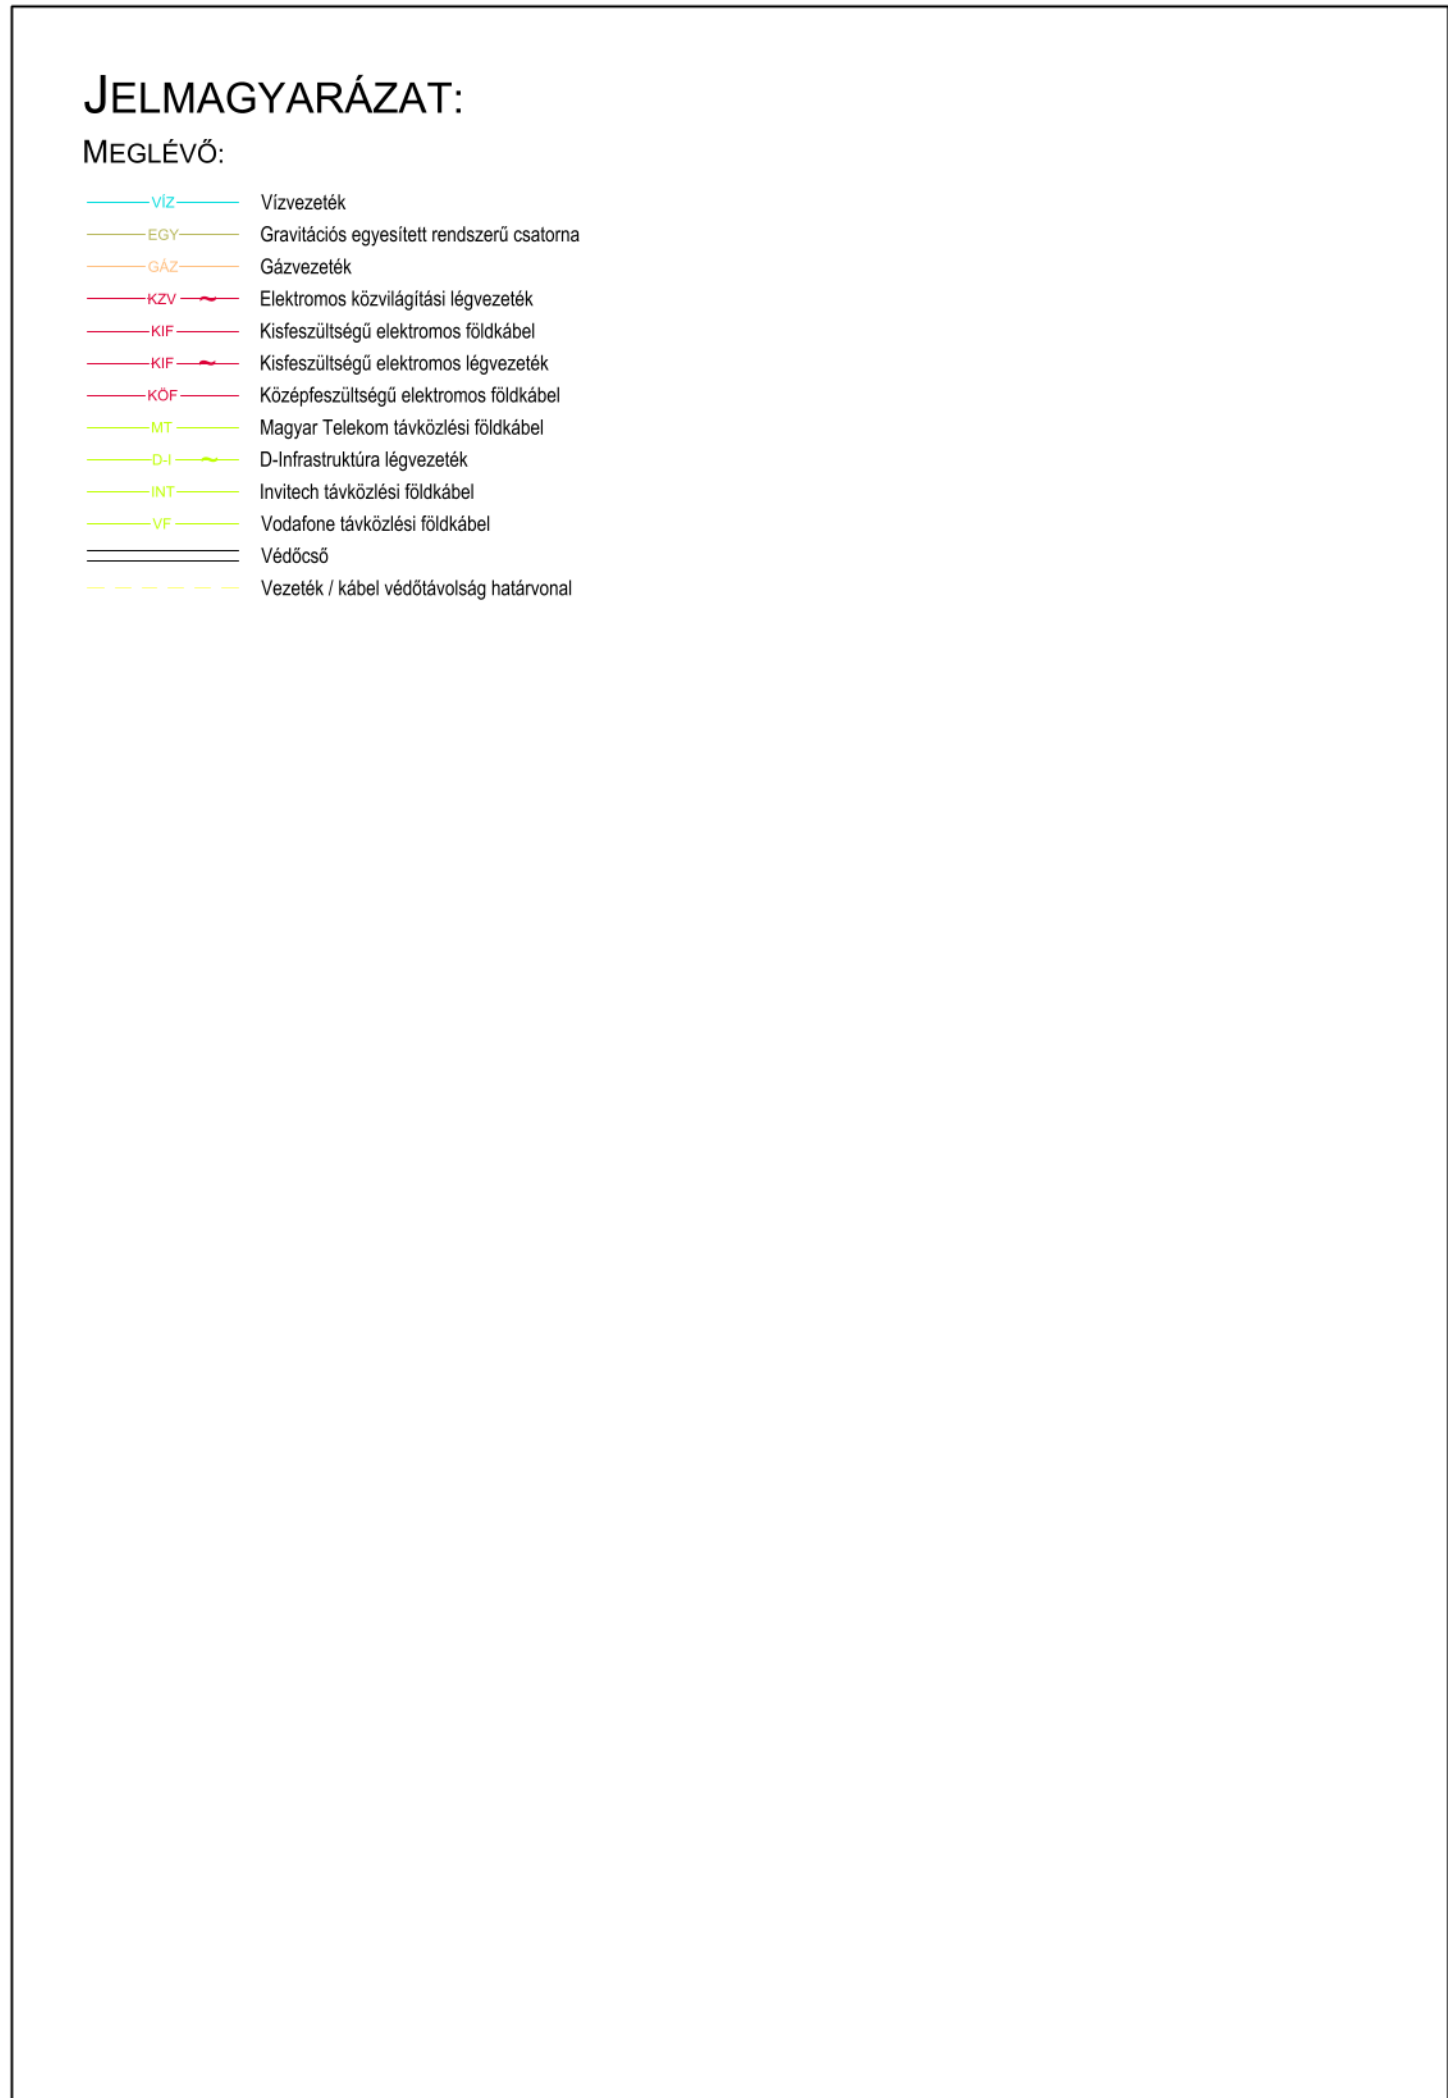 JELMAGYARÁZAT:
MEGLÉVŐ:
VÍZ Vízvezeték
EGY Gravitációs egyesített rendszerű csatorna
GÁZ Gázvezeték
KZV ~ Elektromos közvilágítási légvezeték
KIF Kisfeszültségű elektromos földkábel
KIF ~ Kisfeszültségű elektromos légvezeték
KÖF Középfeszültségű elektromos földkábel
MT Magyar Telekom távközlési földkábel
D-I ~ D-Infrastruktúra légvezeték
INT Invitech távközlési földkábel
VF Vodafone távközlési földkábel
Védőcső
Vezeték / kábel védőtávolság határvonal